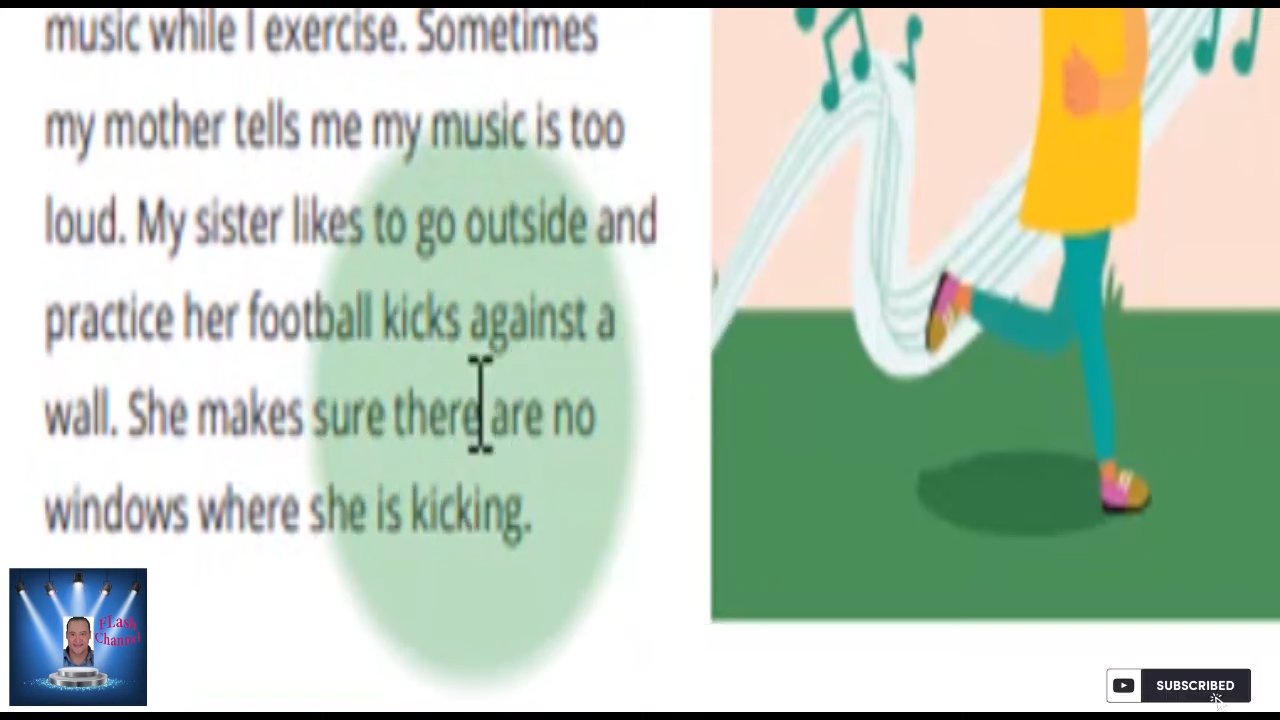 music while I exercise. Sometimes
my mother tells me my music is too
loud. My sister likes to go outside and
practice her football kicks against a
wall. She makes sure there are no
windows where she is kicking.
FLash
Channel
SUBSCRIBED